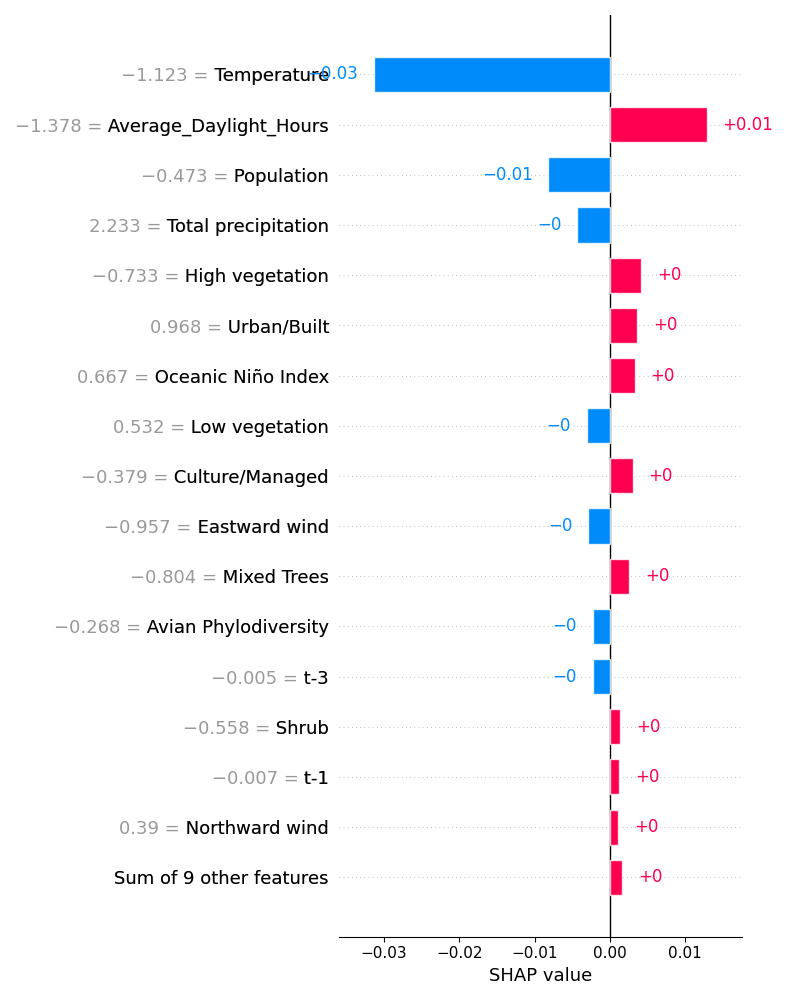 −1.123 = Temperature −0.03
−1.378 = Average_Daylight_Hours +0.01
−0.473 = Population −0.01
2.233 = Total precipitation −0
−0.733 = High vegetation +0
0.968 = Urban/Built +0
0.667 = Oceanic Niño Index +0
0.532 = Low vegetation −0
−0.379 = Culture/Managed +0
−0.957 = Eastward wind −0
−0.804 = Mixed Trees +0
−0.268 = Avian Phylodiversity −0
−0.005 = t-3 −0
−0.558 = Shrub +0
−0.007 = t-1 +0
0.39 = Northward wind +0
Sum of 9 other features +0
−0.03 −0.02 −0.01 0.00 0.01
SHAP value